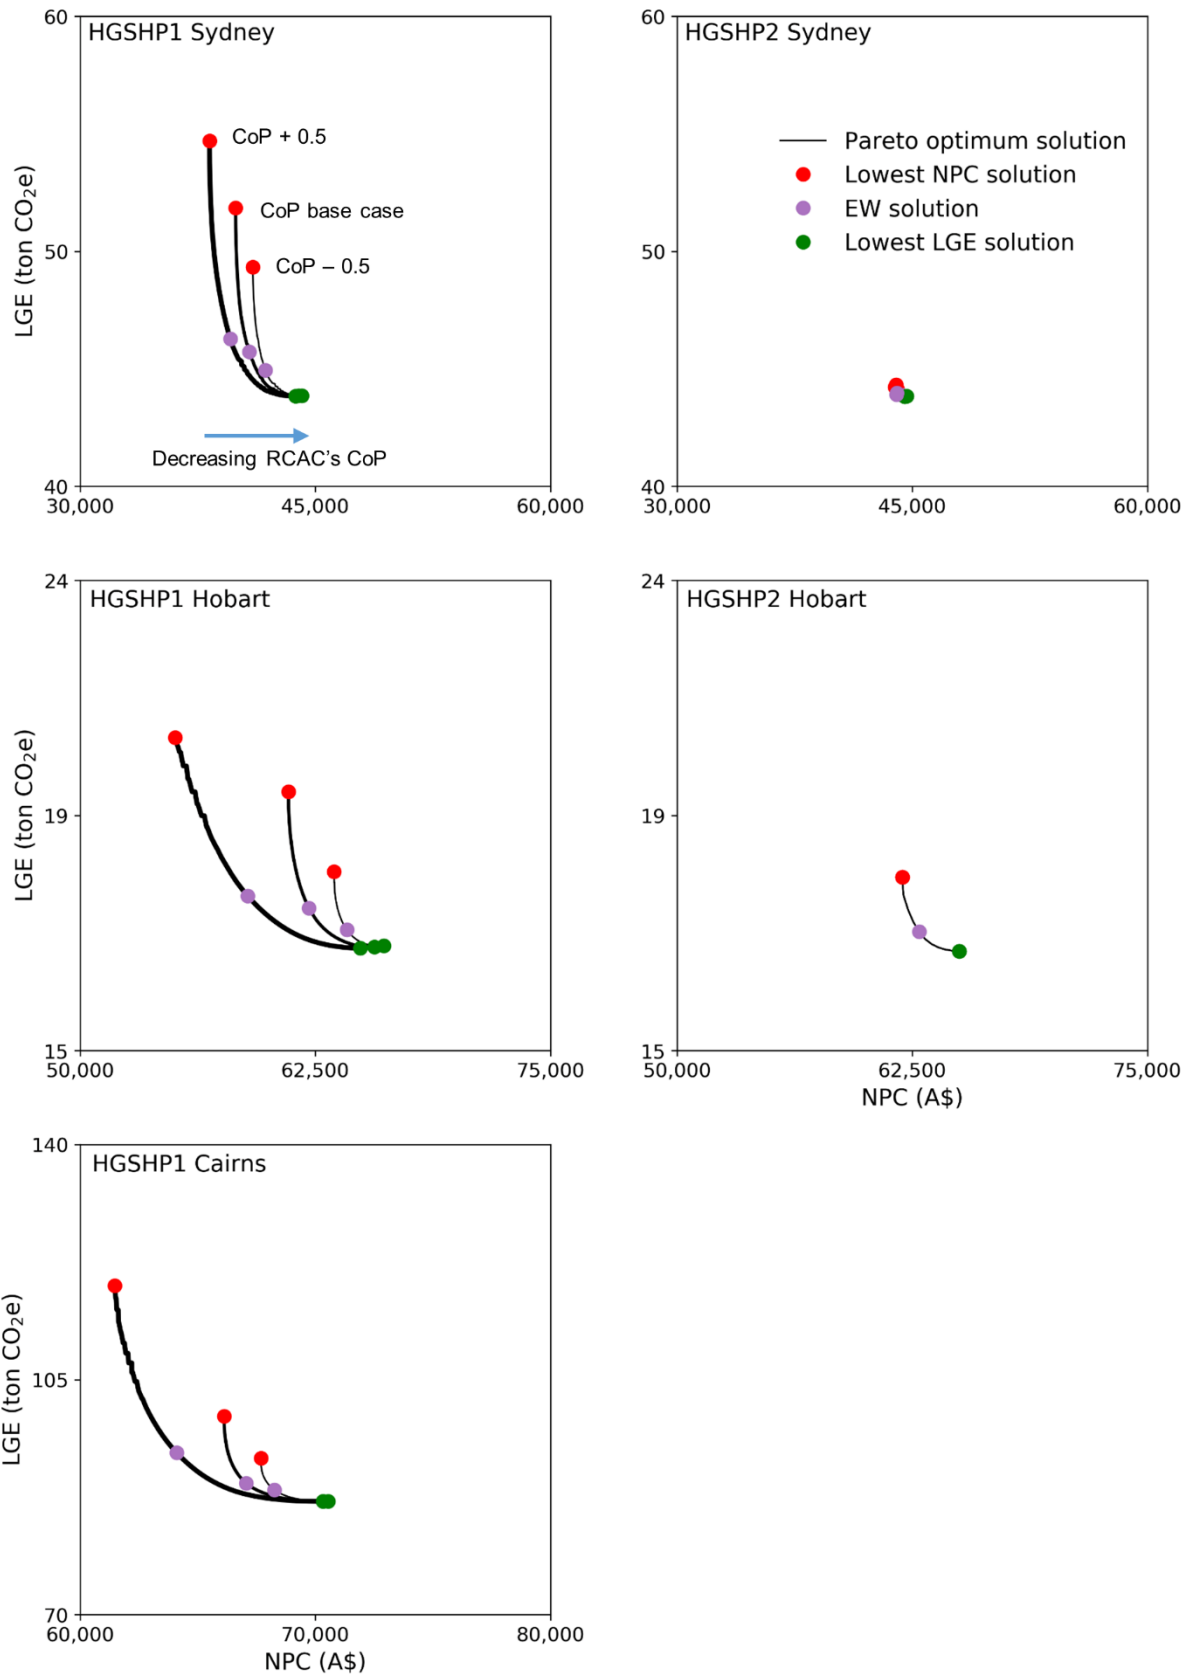 60
HGSHP1 Sydney
CoP + 0.5
CoP base case
50
CoP – 0.5
LGE (ton CO₂e)
Decreasing RCAC's CoP
40
30,000 45,000 60,000
60
HGSHP2 Sydney
Pareto optimum solution
Lowest NPC solution
EW solution
Lowest LGE solution
50
40
30,000 45,000 60,000
24
HGSHP1 Hobart
LGE (ton CO₂e)
19
15
50,000 62,500 75,000
24
HGSHP2 Hobart
19
15
50,000 62,500 75,000
NPC (A$)
140
HGSHP1 Cairns
LGE (ton CO₂e)
105
70
60,000 70,000 80,000
NPC (A$)